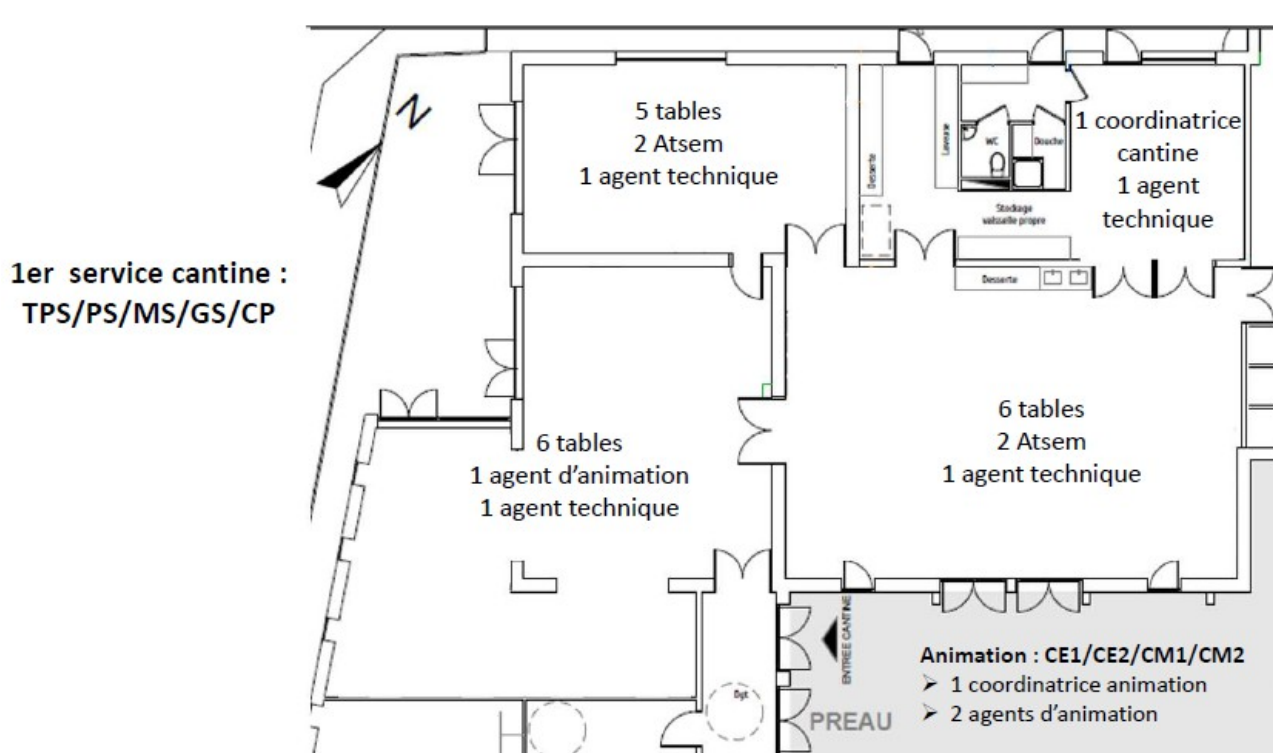 N
5 tables
2 Atsem
1 agent technique
Desserte
Laverie
WC
Douche
1 coordinatrice
cantine
1 agent
technique
Stockage
vaisselle propre
1er service cantine :
TPS/PS/MS/GS/CP
Desserte
6 tables
1 agent d’animation
1 agent technique
6 tables
2 Atsem
1 agent technique
ENTREE CANTINE
Dgt
PREAU
Animation : CE1/CE2/CM1/CM2
➢ 1 coordinatrice animation
➢ 2 agents d’animation